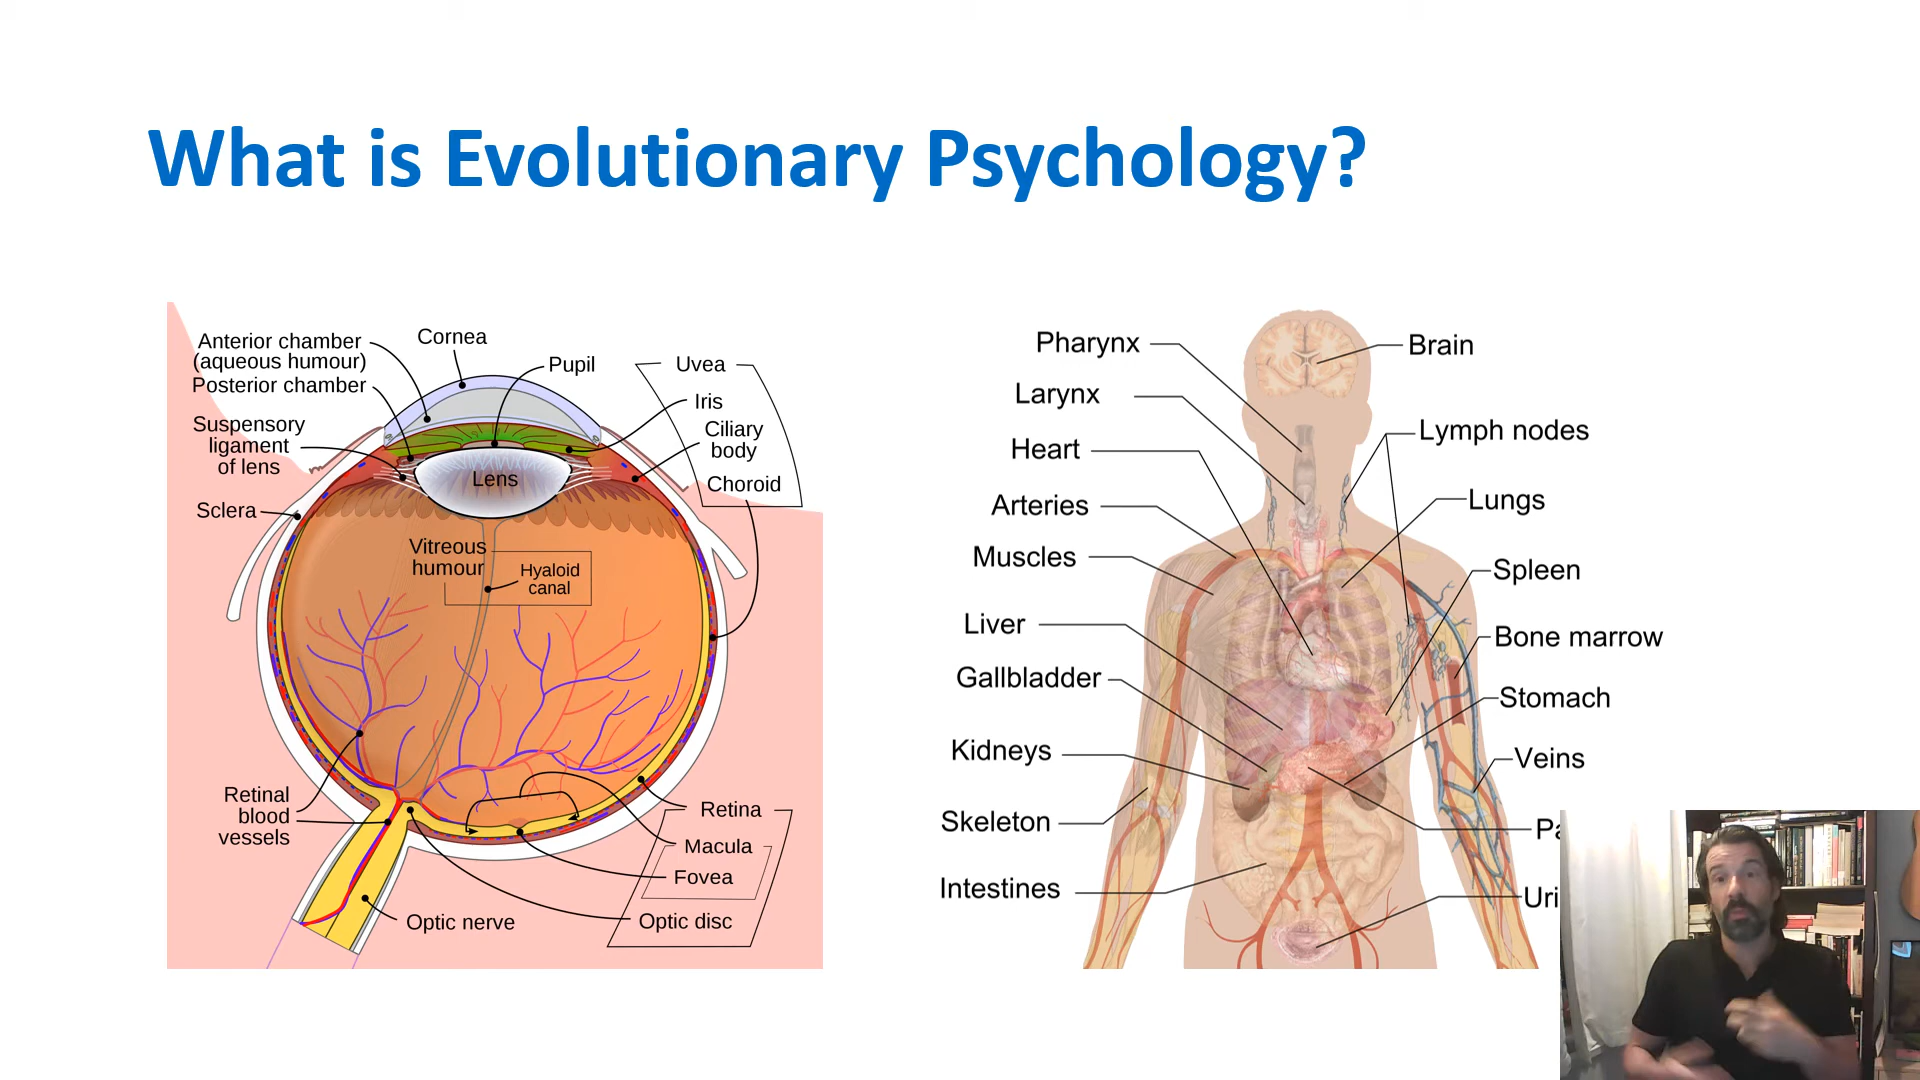 What is Evolutionary Psychology?
Anterior chamber
(aqueous humour)
Posterior chamber
Suspensory
ligament
of lens
Sclera
Cornea
Pupil
Uvea
Iris
Ciliary
body
Choroid
Lens
Vitreous
humour
Hyaloid
canal
Retinal
blood
vessels
Optic nerve
Retina
Macula
Fovea
Optic disc
Pharynx
Larynx
Heart
Arteries
Muscles
Liver
Gallbladder
Kidneys
Skeleton
Intestines
Brain
Lymph nodes
Lungs
Spleen
Bone marrow
Stomach
Veins